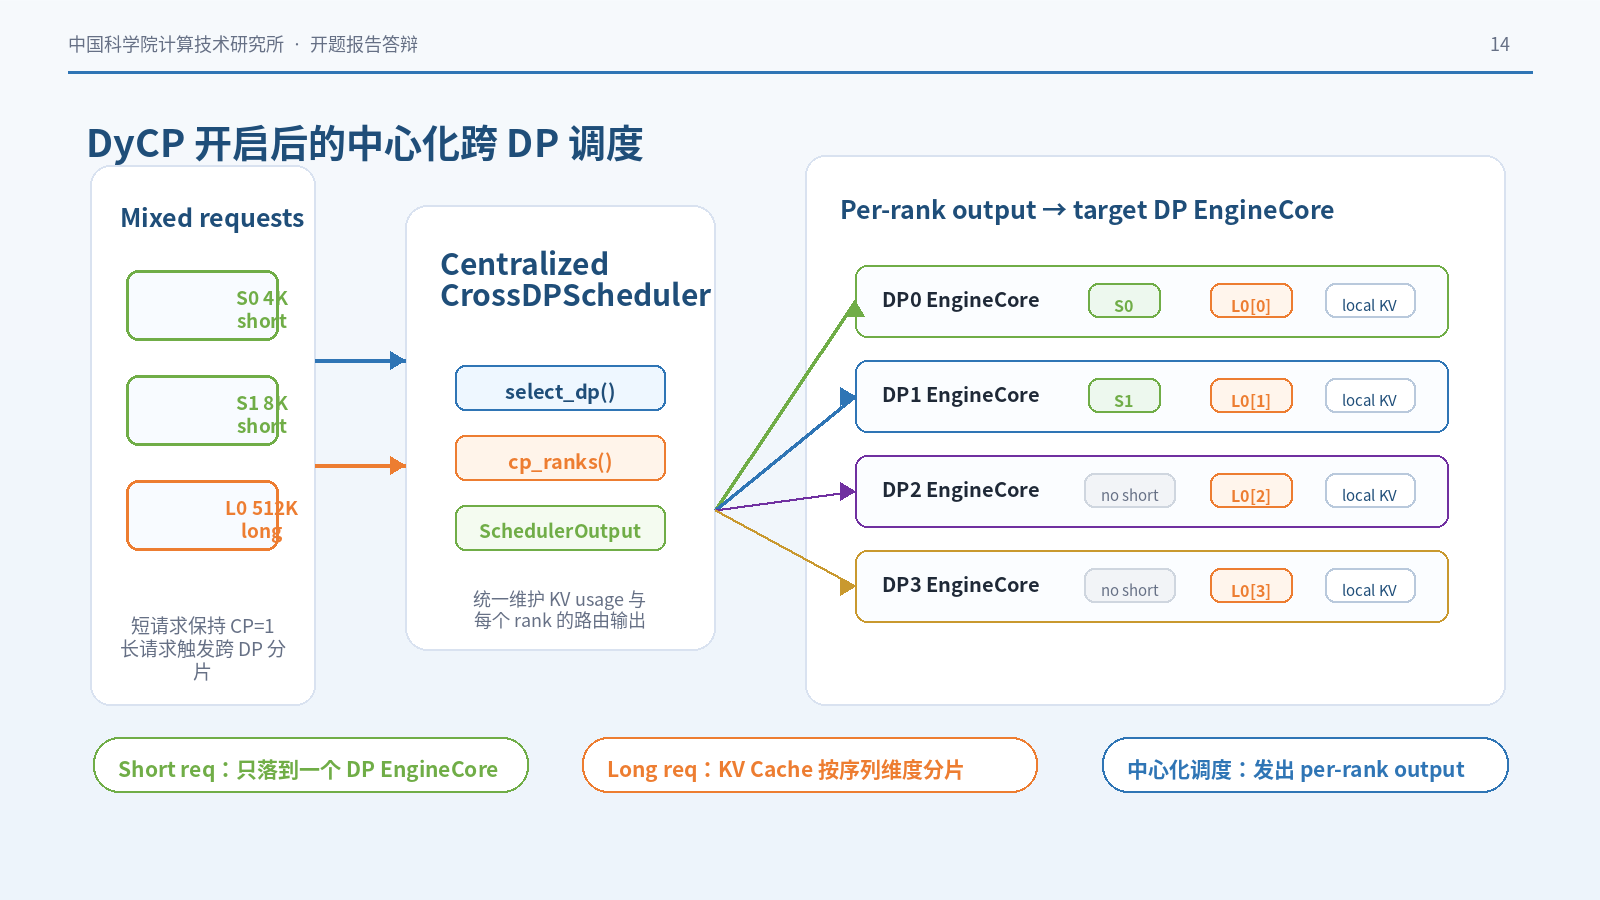 中国科学院计算技术研究所 · 开题报告答辩
14
DyCP 开启后的中心化跨 DP 调度
Mixed requests
S0 4K
short
S1 8K
short
L0 512K
long
短请求保持 CP=1
长请求触发跨 DP 分
片
Centralized
CrossDPScheduler
select_dp()
cp_ranks()
SchedulerOutput
统一维护 KV usage 与
每个 rank 的路由输出
Per-rank output → target DP EngineCore
DP0 EngineCore S0 L0[0] local KV
DP1 EngineCore S1 L0[1] local KV
DP2 EngineCore no short L0[2] local KV
DP3 EngineCore no short L0[3] local KV
Short req：只落到一个 DP EngineCore
Long req：KV Cache 按序列维度分片
中心化调度：发出 per-rank output